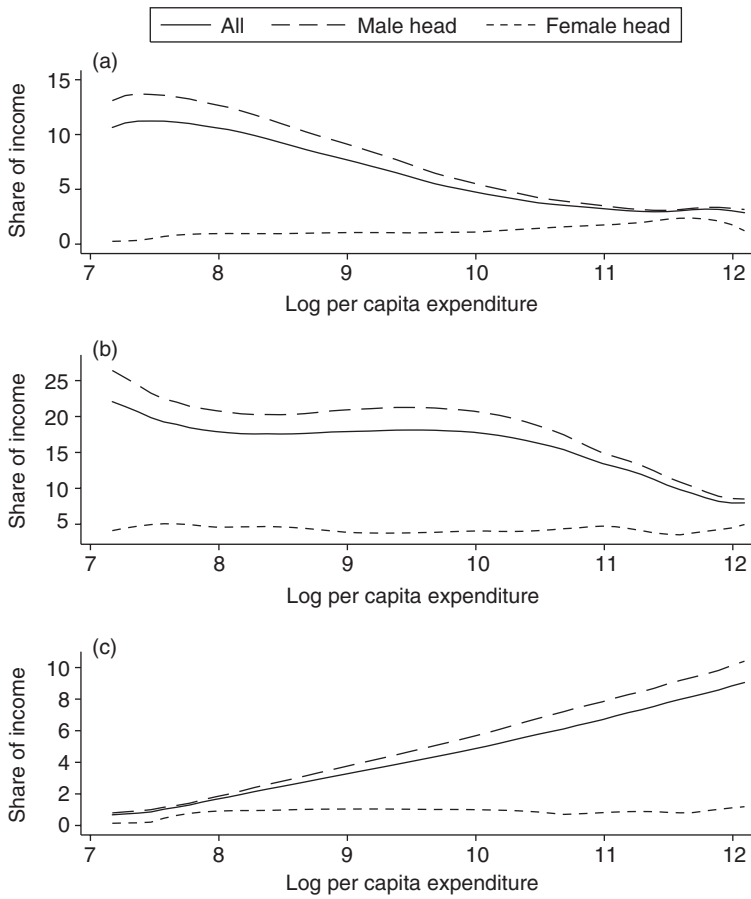 All Male head Female head
(a)
15
10
5
0
Share of income
7 8 9 10 11 12
Log per capita expenditure
(b)
25
20
15
10
5
Share of income
7 8 9 10 11 12
Log per capita expenditure
(c)
10
8
6
4
2
0
Share of income
7 8 9 10 11 12
Log per capita expenditure